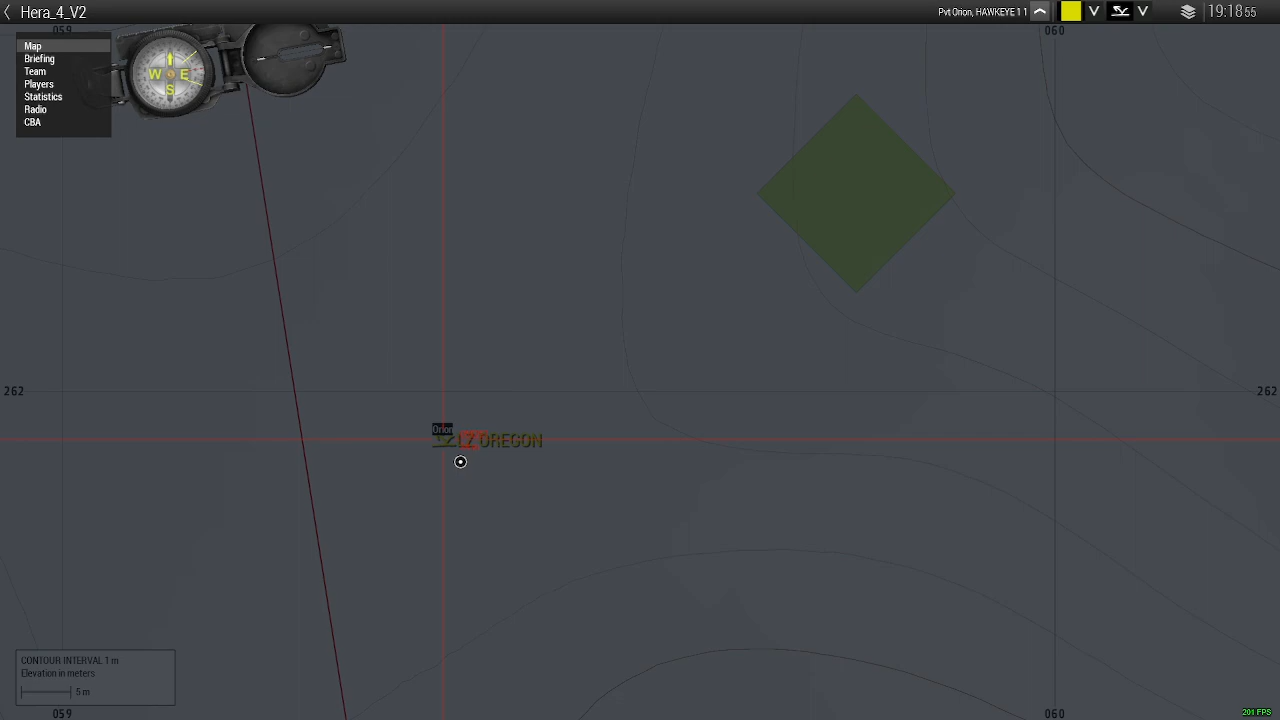 Hera_4_V2
Pvt Orion, HAWKEYE 1 1
19:18:55
059
060
Map
Briefing
Team
Players
Statistics
Radio
CBA
W E
S
262
262
Orion
LZ OREGON
CONTOUR INTERVAL 1 m
Elevation in meters
5 m
059
060
201 FPS